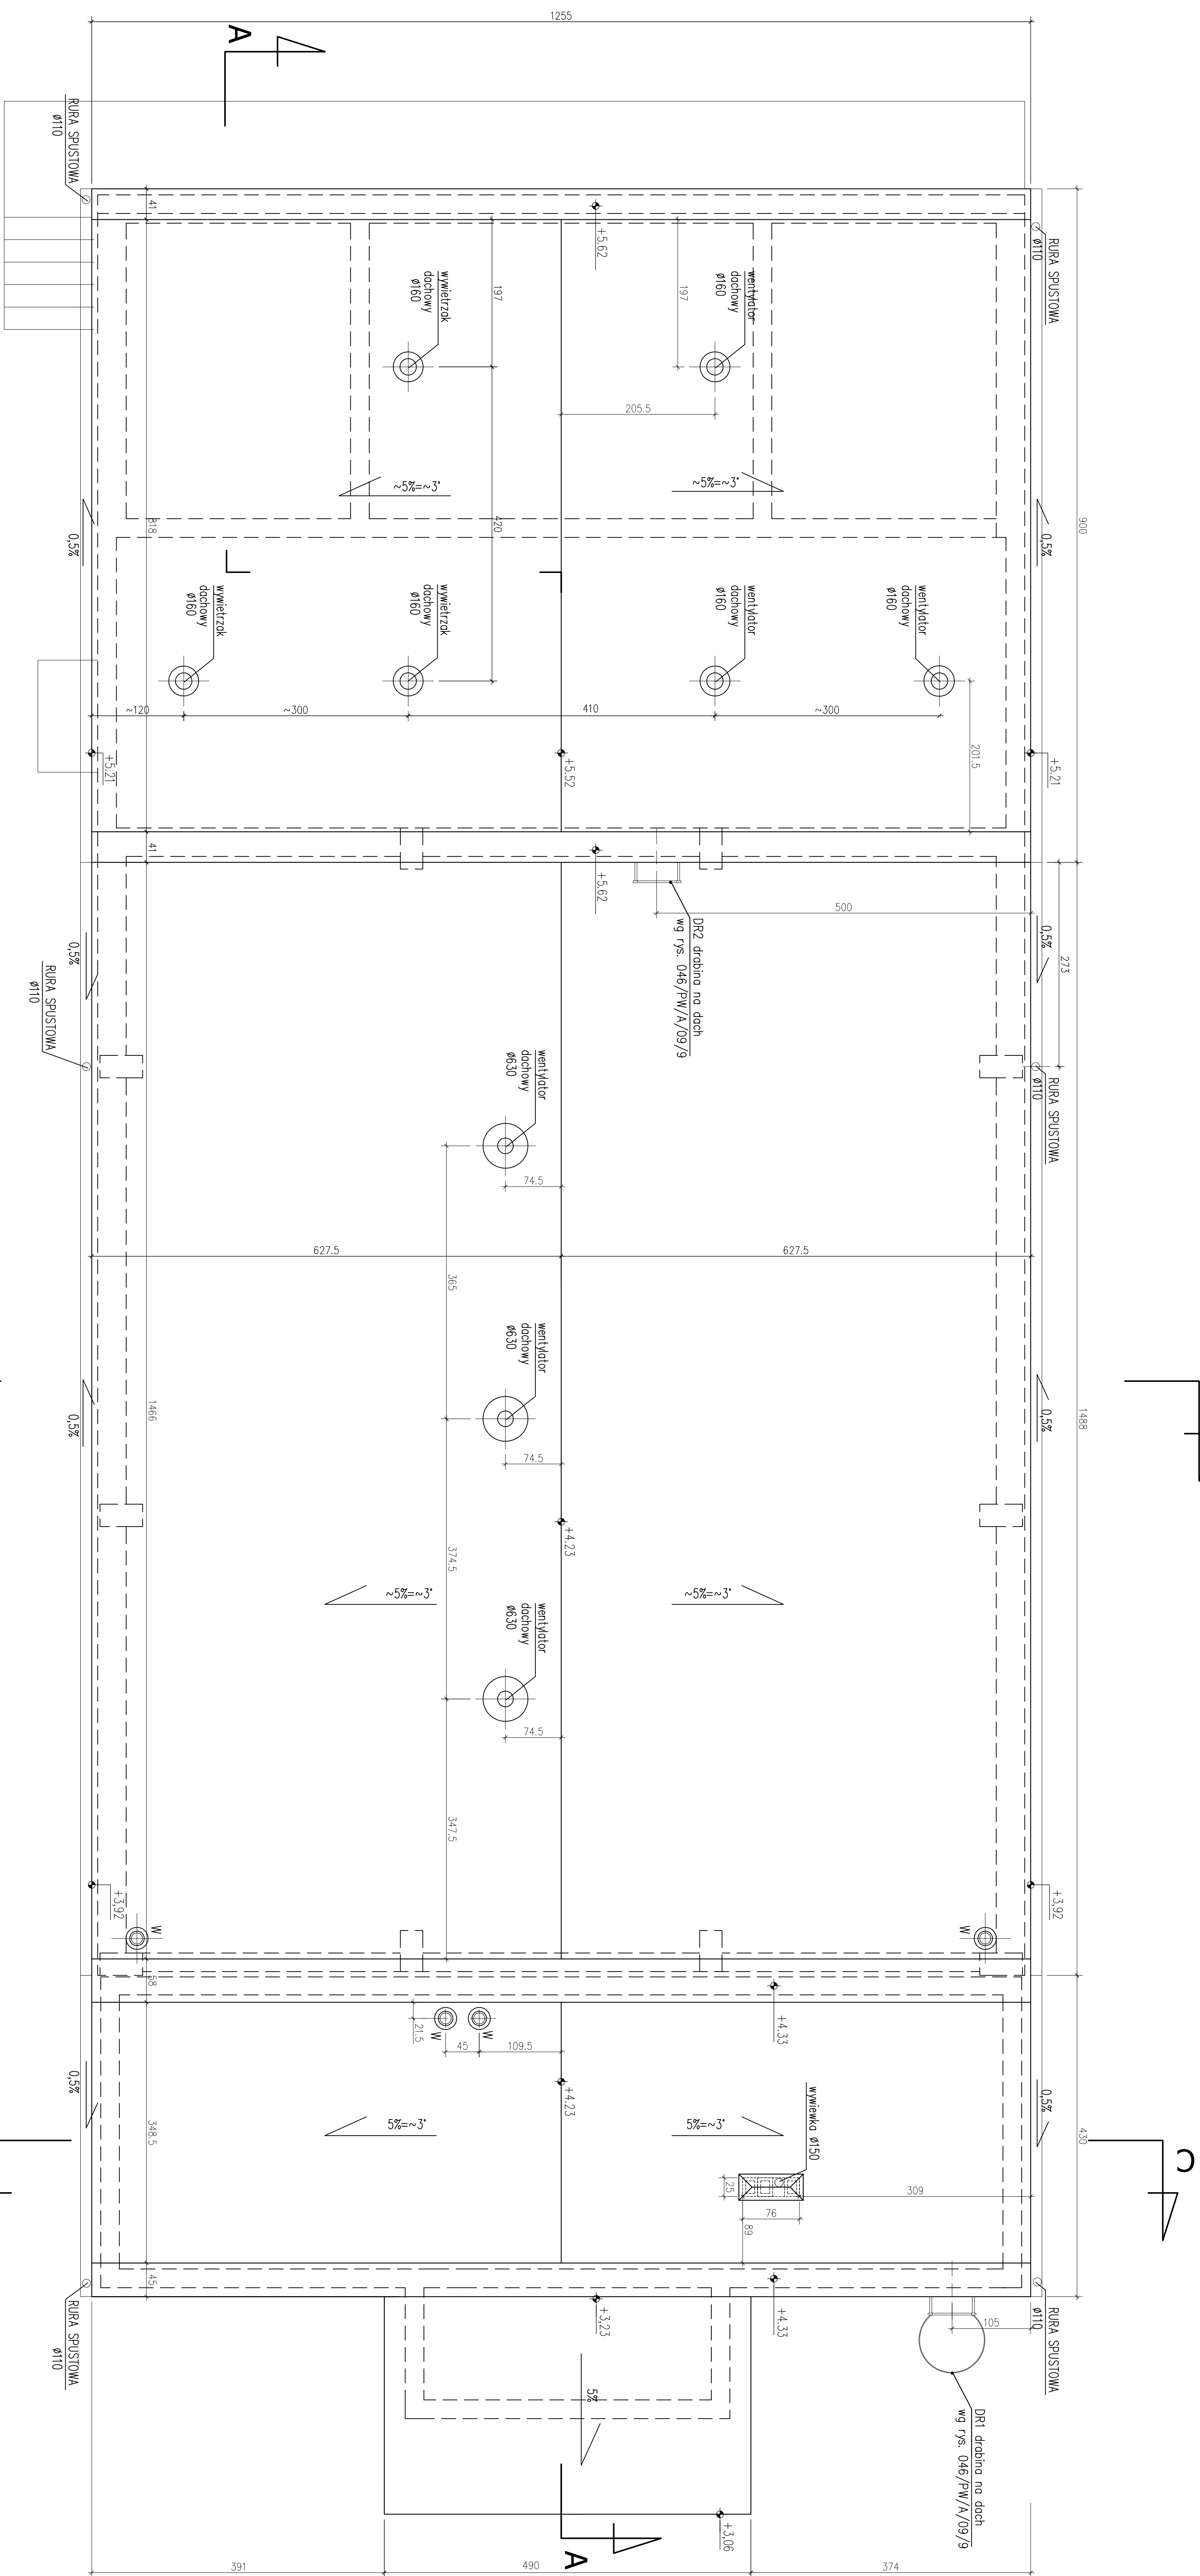 1255
A
RURA SPUSTOWA
ø110
RURA SPUSTOWA
ø110
41
+5.62
197
197
wywietrzak
dachowy
ø160
wentylator
dachowy
ø160
205.5
~5%=~3°
~5%=~3°
900
0,5%
0,5%
818
420
wywietrzak
dachowy
ø160
wywietrzak
dachowy
ø160
wentylator
dachowy
ø160
wentylator
dachowy
ø160
~120
~300
410
~300
201.5
+5.21
+5.52
+5.21
41
+5.62
500
273
DR2 drabina na dach
wg rys. 046/PW/A/09/9
0,5%
0,5%
RURA SPUSTOWA
ø110
RURA SPUSTOWA
ø110
wentylator
dachowy
ø630
74.5
627.5
627.5
365
wentylator
dachowy
ø630
1466
0,5%
0,5%
1488
74.5
+4.23
374.5
~5%=~3°
~5%=~3°
wentylator
dachowy
ø630
74.5
347.5
+3,92
+3,92
W
W
58
+4.33
21.5
W
W
45
109.5
+4.23
0,5%
0,5%
348.5
5%=~3°
5%=~3°
wywiewka ø150
430
C
25
76
89
309
45
+3,23
+4.33
105
RURA SPUSTOWA
ø110
RURA SPUSTOWA
ø110
5%
DR1 drabina na dach
wg rys. 046/PW/A/09/9
A
+3,06
391
490
374